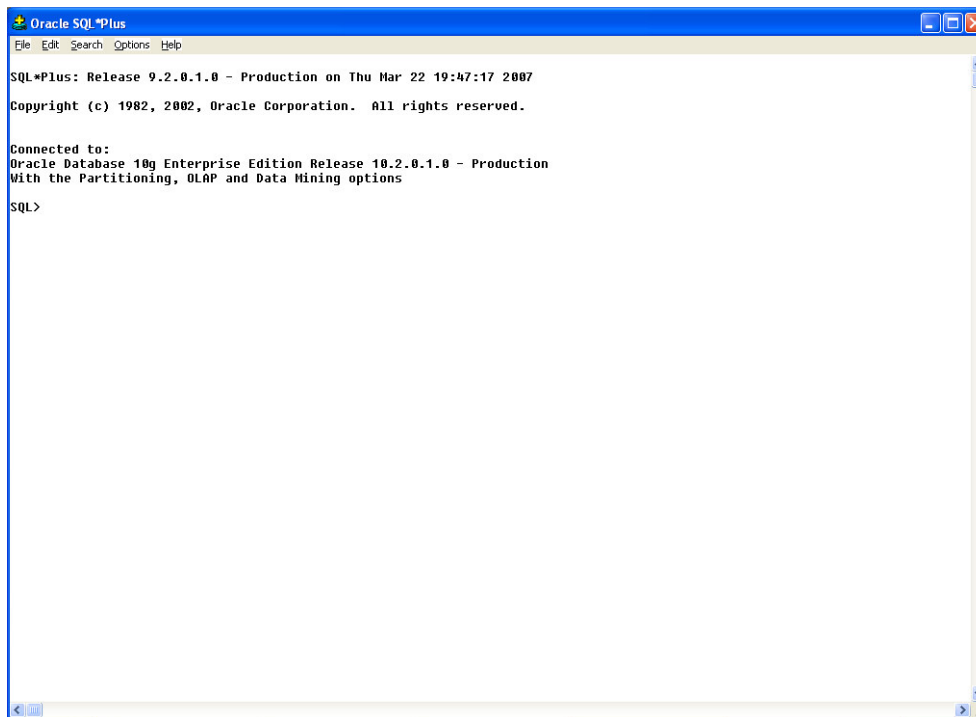 Oracle SQL*Plus
File Edit Search Options Help
SQL*Plus: Release 9.2.0.1.0 - Production on Thu Mar 22 19:47:17 2007
Copyright (c) 1982, 2002, Oracle Corporation.  All rights reserved.
Connected to:
Oracle Database 10g Enterprise Edition Release 10.2.0.1.0 - Production
With the Partitioning, OLAP and Data Mining options
SQL>